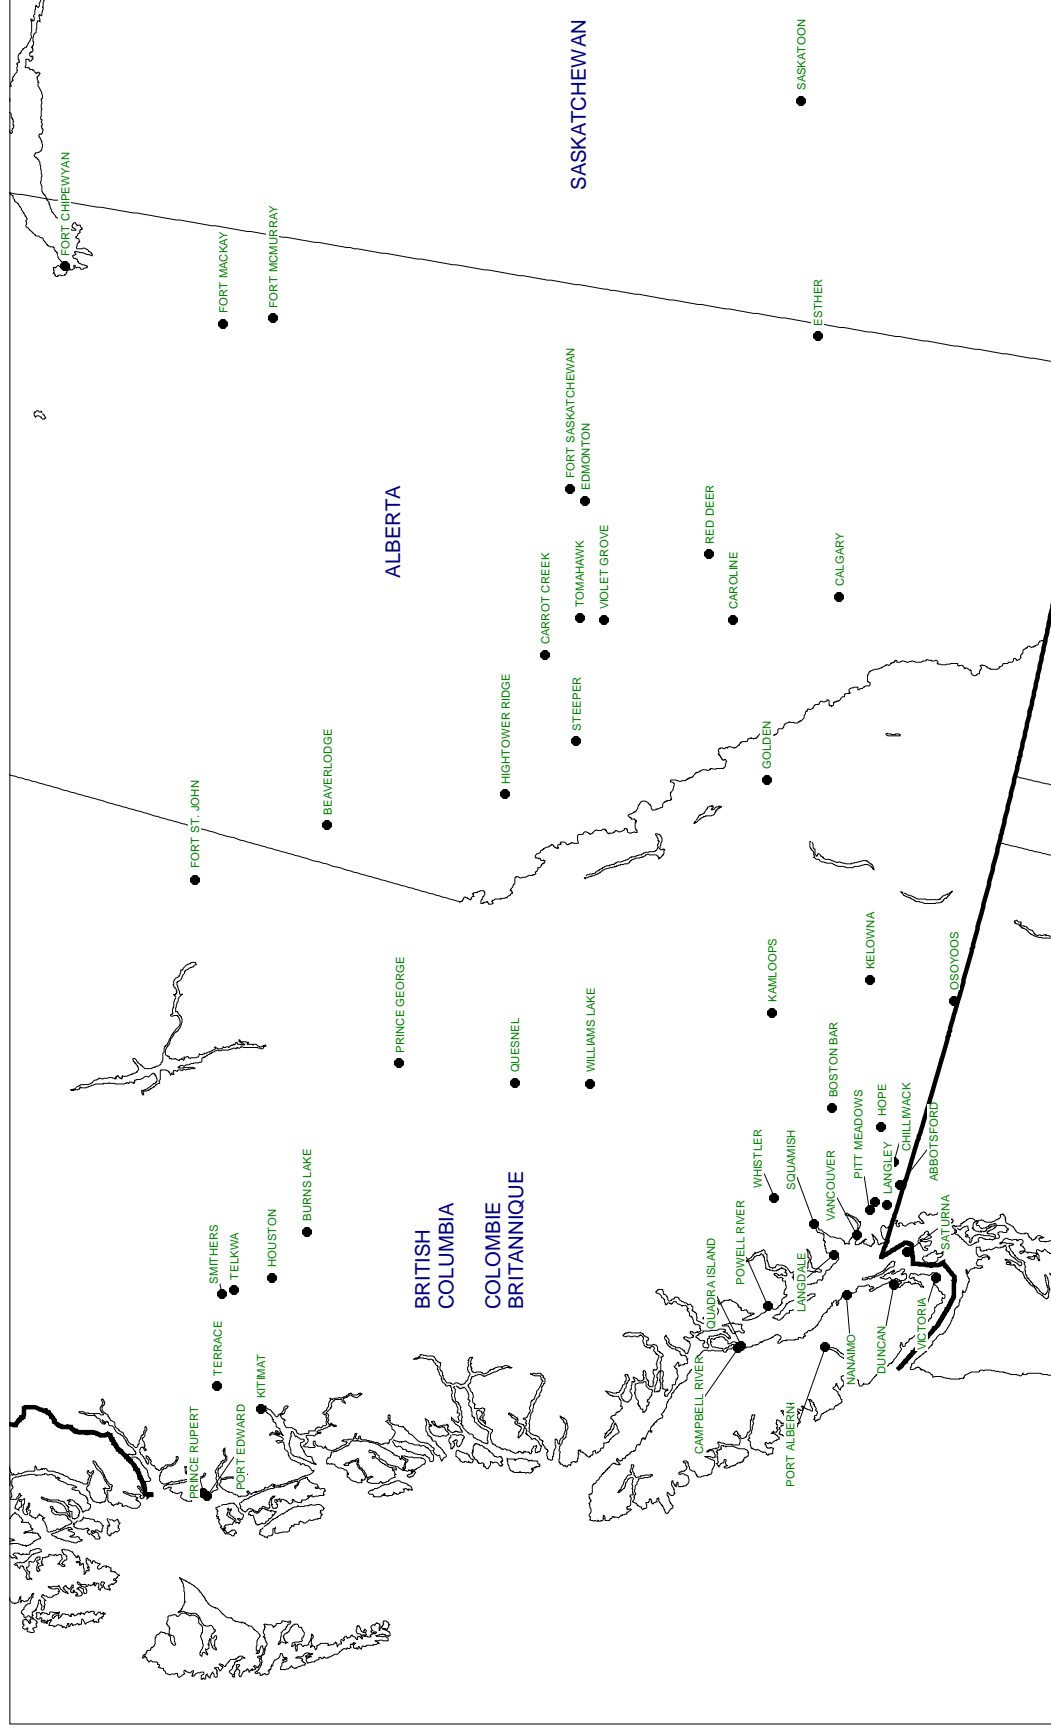 FORT CHIPEWYAN
FORT MACKAY
FORT MCMURRAY
SASKATCHEWAN
SASKATOON
ESTHER
ALBERTA
FORT SASKATCHEWAN
EDMONTON
CARROT CREEK
TOMAHAWK
VIOLET GROVE
RED DEER
CAROLINE
CALGARY
HIGHTOWER RIDGE
STEEPER
BEAVERLODGE
FORT ST. JOHN
GOLDEN
PRINCE GEORGE
QUESNEL
WILLIAMS LAKE
KAMLOOPS
KELOWNA
OSOYOOS
BRITISH
COLUMBIA
COLOMBIE
BRITANNIQUE
SMITHERS
TELKWA
HOUSTON
BURNS LAKE
TERRACE
KITIMAT
PRINCE RUPERT
PORT EDWARD
BOSTON BAR
WHISTLER
SQUAMISH
VANCOUVER
PITT MEADOWS
LANGLEY
HOPE
CHILLIWACK
ABBOTSFORD
SATURNA
QUADRA ISLAND
POWELL RIVER
LANGDALE
CAMPBELL RIVER
PORT ALBERNI
NANAIMO
DUNCAN
VICTORIA